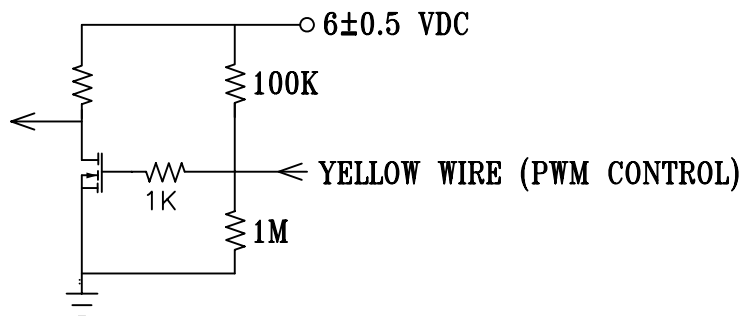 6±0.5 VDC
100K
YELLOW WIRE (PWM CONTROL)
1K
1M